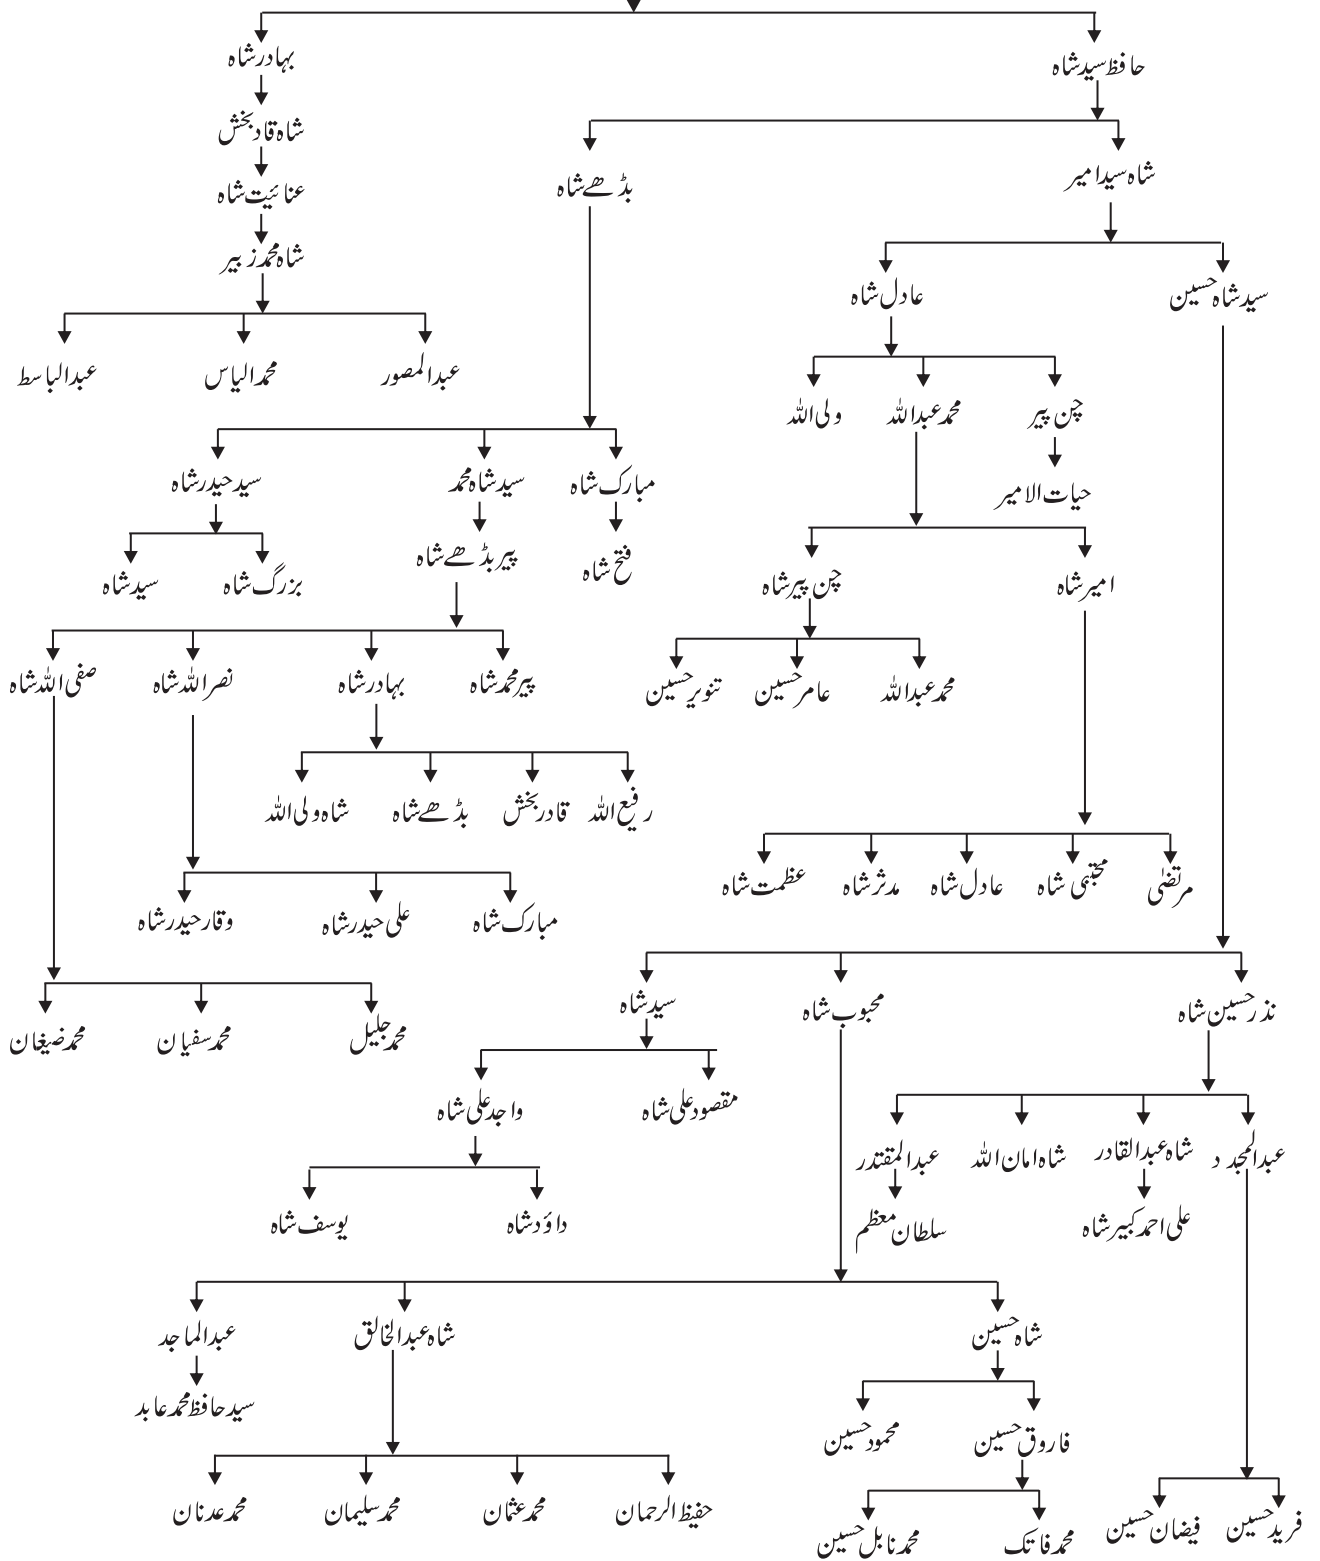 حافظ سید شاہ
بہادر شاہ
شاہ قادر بخش
شاہ سید امیر
بڈھے شاہ
عنائیت شاہ
شاہ محمد زبیر
سید شاہ حسین
عادل شاہ
عبدالمصور
محمد الیاس
عبدالباسط
چن پیر
محمد عبداللہ
ولی اللہ
مبارک شاہ
سید شاہ محمد
سید حیدر شاہ
حیات الامیر
فتح شاہ
پیر بڈھے شاہ
بزرگ شاہ
سید شاہ
امیر شاہ
چن پیر شاہ
پیر محمد شاہ
بہادر شاہ
نصر اللہ شاہ
صفی اللہ شاہ
محمد عبداللہ
عامر حسین
تنویر حسین
رفیع اللہ
قادر بخش
بڈھے شاہ
شاہ ولی اللہ
مرتضٰی
مجتبٰی شاہ
عادل شاہ
مدثر شاہ
عظمت شاہ
مبارک شاہ
علی حیدر شاہ
وقار حیدر شاہ
نذر حسین شاہ
محبوب شاہ
سید شاہ
محمد جلیل
محمد سفیان
محمد ضیغان
مقصود علی شاہ
واجد علی شاہ
عبدالمجدد
شاہ عبدالقادر
شاہ امان اللہ
عبدالمقتدر
علی احمد کبیر شاہ
سلطان معظم
داؤد شاہ
یوسف شاہ
شاہ حسین
شاہ عبدالخالق
عبدالماجد
سید حافظ محمد عابد
فاروق حسین
محمود حسین
حفیظ الرحمان
محمد عثمان
محمد سلیمان
محمد عدنان
فرید حسین
فیضان حسین
محمد فاتک
محمد نابل حسین